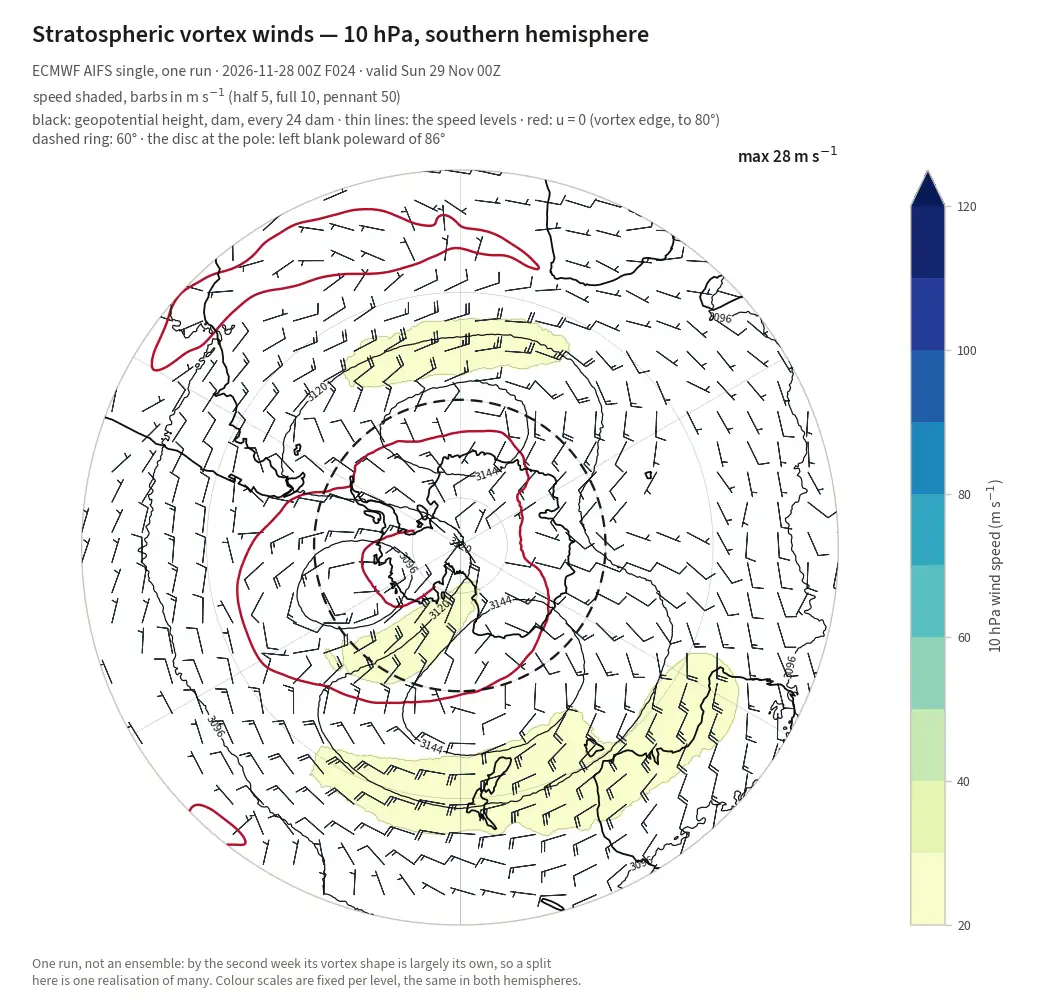 Stratospheric vortex winds — 10 hPa, southern hemisphere
ECMWF AIFS single, one run · 2026-11-28 00Z F024 · valid Sun 29 Nov 00Z
speed shaded, barbs in m s⁻¹ (half 5, full 10, pennant 50)
black: geopotential height, dam, every 24 dam · thin lines: the speed levels · red: u = 0 (vortex edge, to 80°)
dashed ring: 60° · the disc at the pole: left blank poleward of 86°
max 28 m s⁻¹
120
100
80
60
40
20
10 hPa wind speed (m s⁻¹)
3096
3120
3144
3096
3120
3144
3096
3096
3144
3096
One run, not an ensemble: by the second week its vortex shape is largely its own, so a split
here is one realisation of many. Colour scales are fixed per level, the same in both hemispheres.